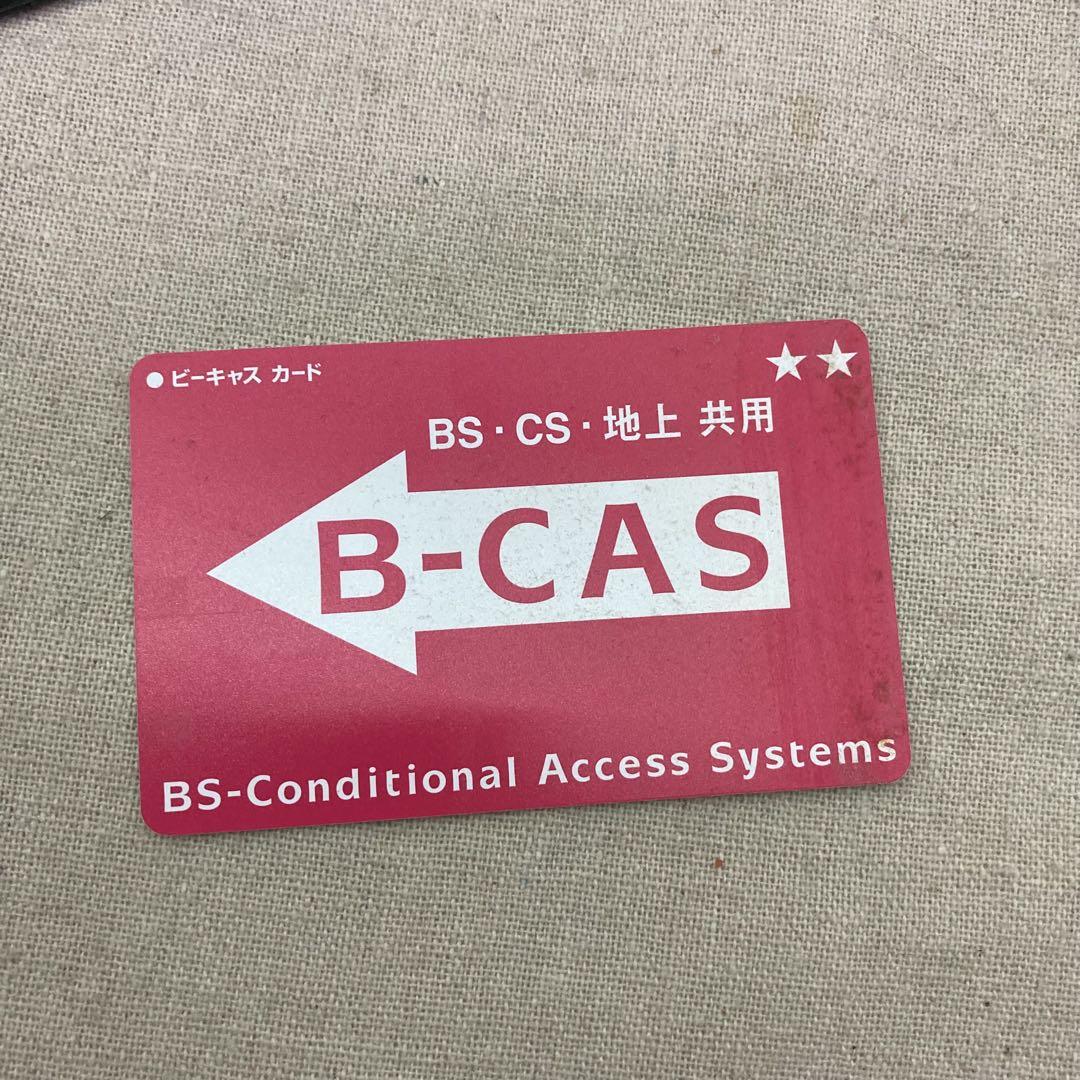 ●ビーキャス カード
★★
BS・CS・地上 共用
B-CAS
BS-Conditional Access Systems